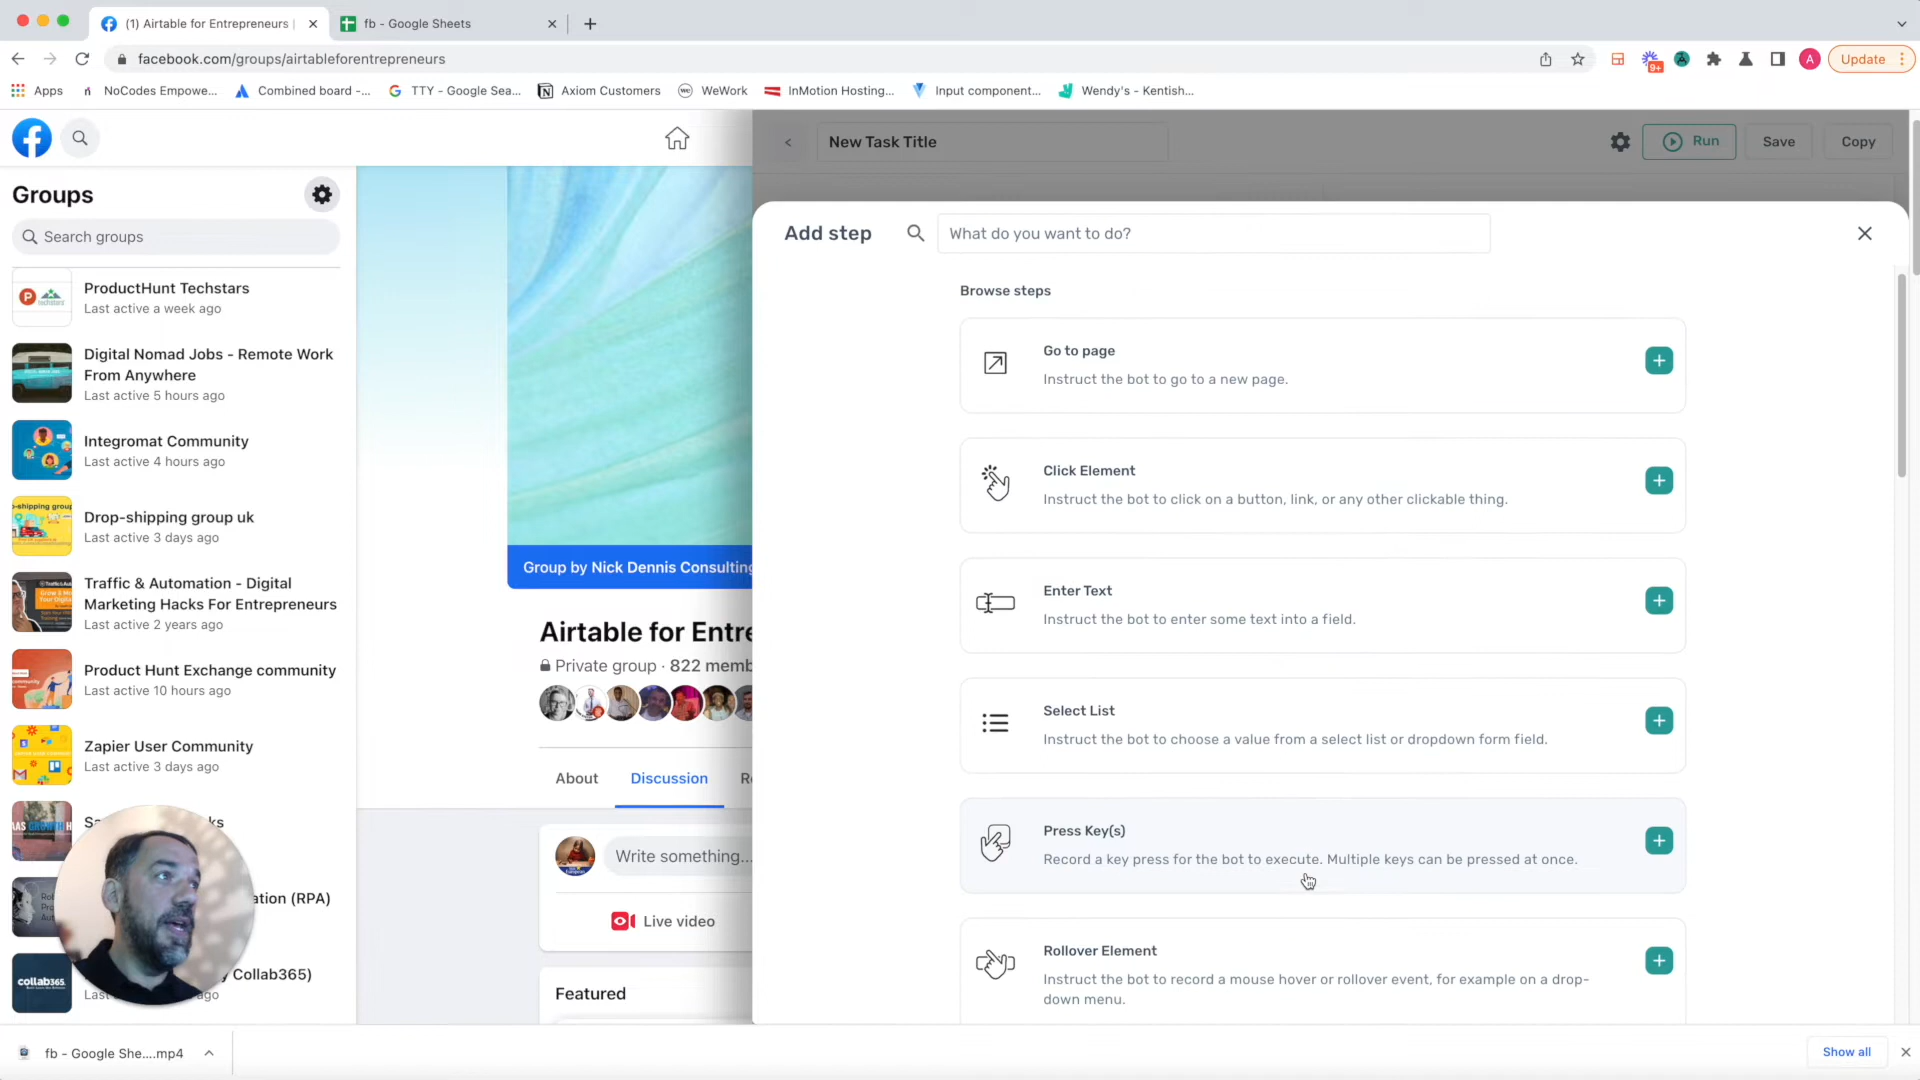 (1) Airtable for Entrepreneurs |
fb - Google Sheets
facebook.com/groups/airtableforentrepreneurs
9+
A
Update
Apps
NoCodes Empowe...
Combined board -...
TTY - Google Sea...
Axiom Customers
WeWork
InMotion Hosting...
Input component...
Wendy's - Kentish...
New Task Title
Run
Save
Copy
Groups
Search groups
ProductHunt Techstars
Last active a week ago
Digital Nomad Jobs - Remote Work
From Anywhere
Last active 5 hours ago
Integromat Community
Last active 4 hours ago
Drop-shipping group uk
Last active 3 days ago
Traffic & Automation - Digital
Marketing Hacks For Entrepreneurs
Last active 2 years ago
Product Hunt Exchange community
Last active 10 hours ago
Zapier User Community
Last active 3 days ago
ation (RPA)
collab365.
Collab365)
ago
Group by Nick Dennis Consulting
Airtable for Entre
Private group · 822 memb
About
Discussion
Write something...
Live video
Featured
Add step
What do you want to do?
Browse steps
Go to page
Instruct the bot to go to a new page.
Click Element
Instruct the bot to click on a button, link, or any other clickable thing.
Enter Text
Instruct the bot to enter some text into a field.
Select List
Instruct the bot to choose a value from a select list or dropdown form field.
Press Key(s)
Record a key press for the bot to execute. Multiple keys can be pressed at once.
Rollover Element
Instruct the bot to record a mouse hover or rollover event, for example on a drop-
down menu.
fb - Google She....mp4
Show all